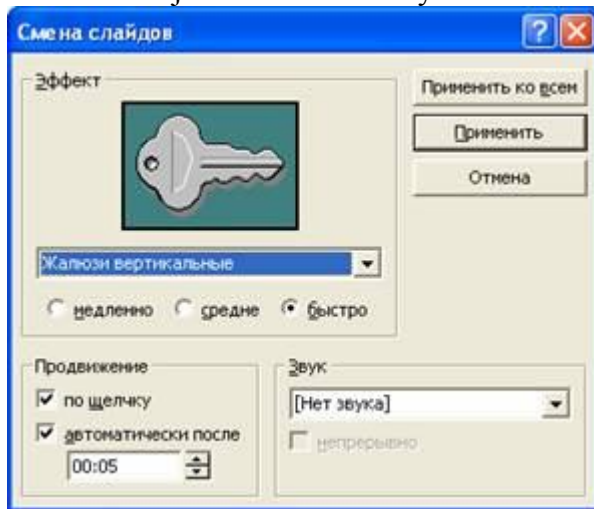 Смена слайдов
Эффект
Применить ко всем
Применить
Отмена
Жалюзи вертикальные
медленно средне быстро
Продвижение
по щелчку
автоматически после
00:05
Звук
[Нет звука]
непрерывно